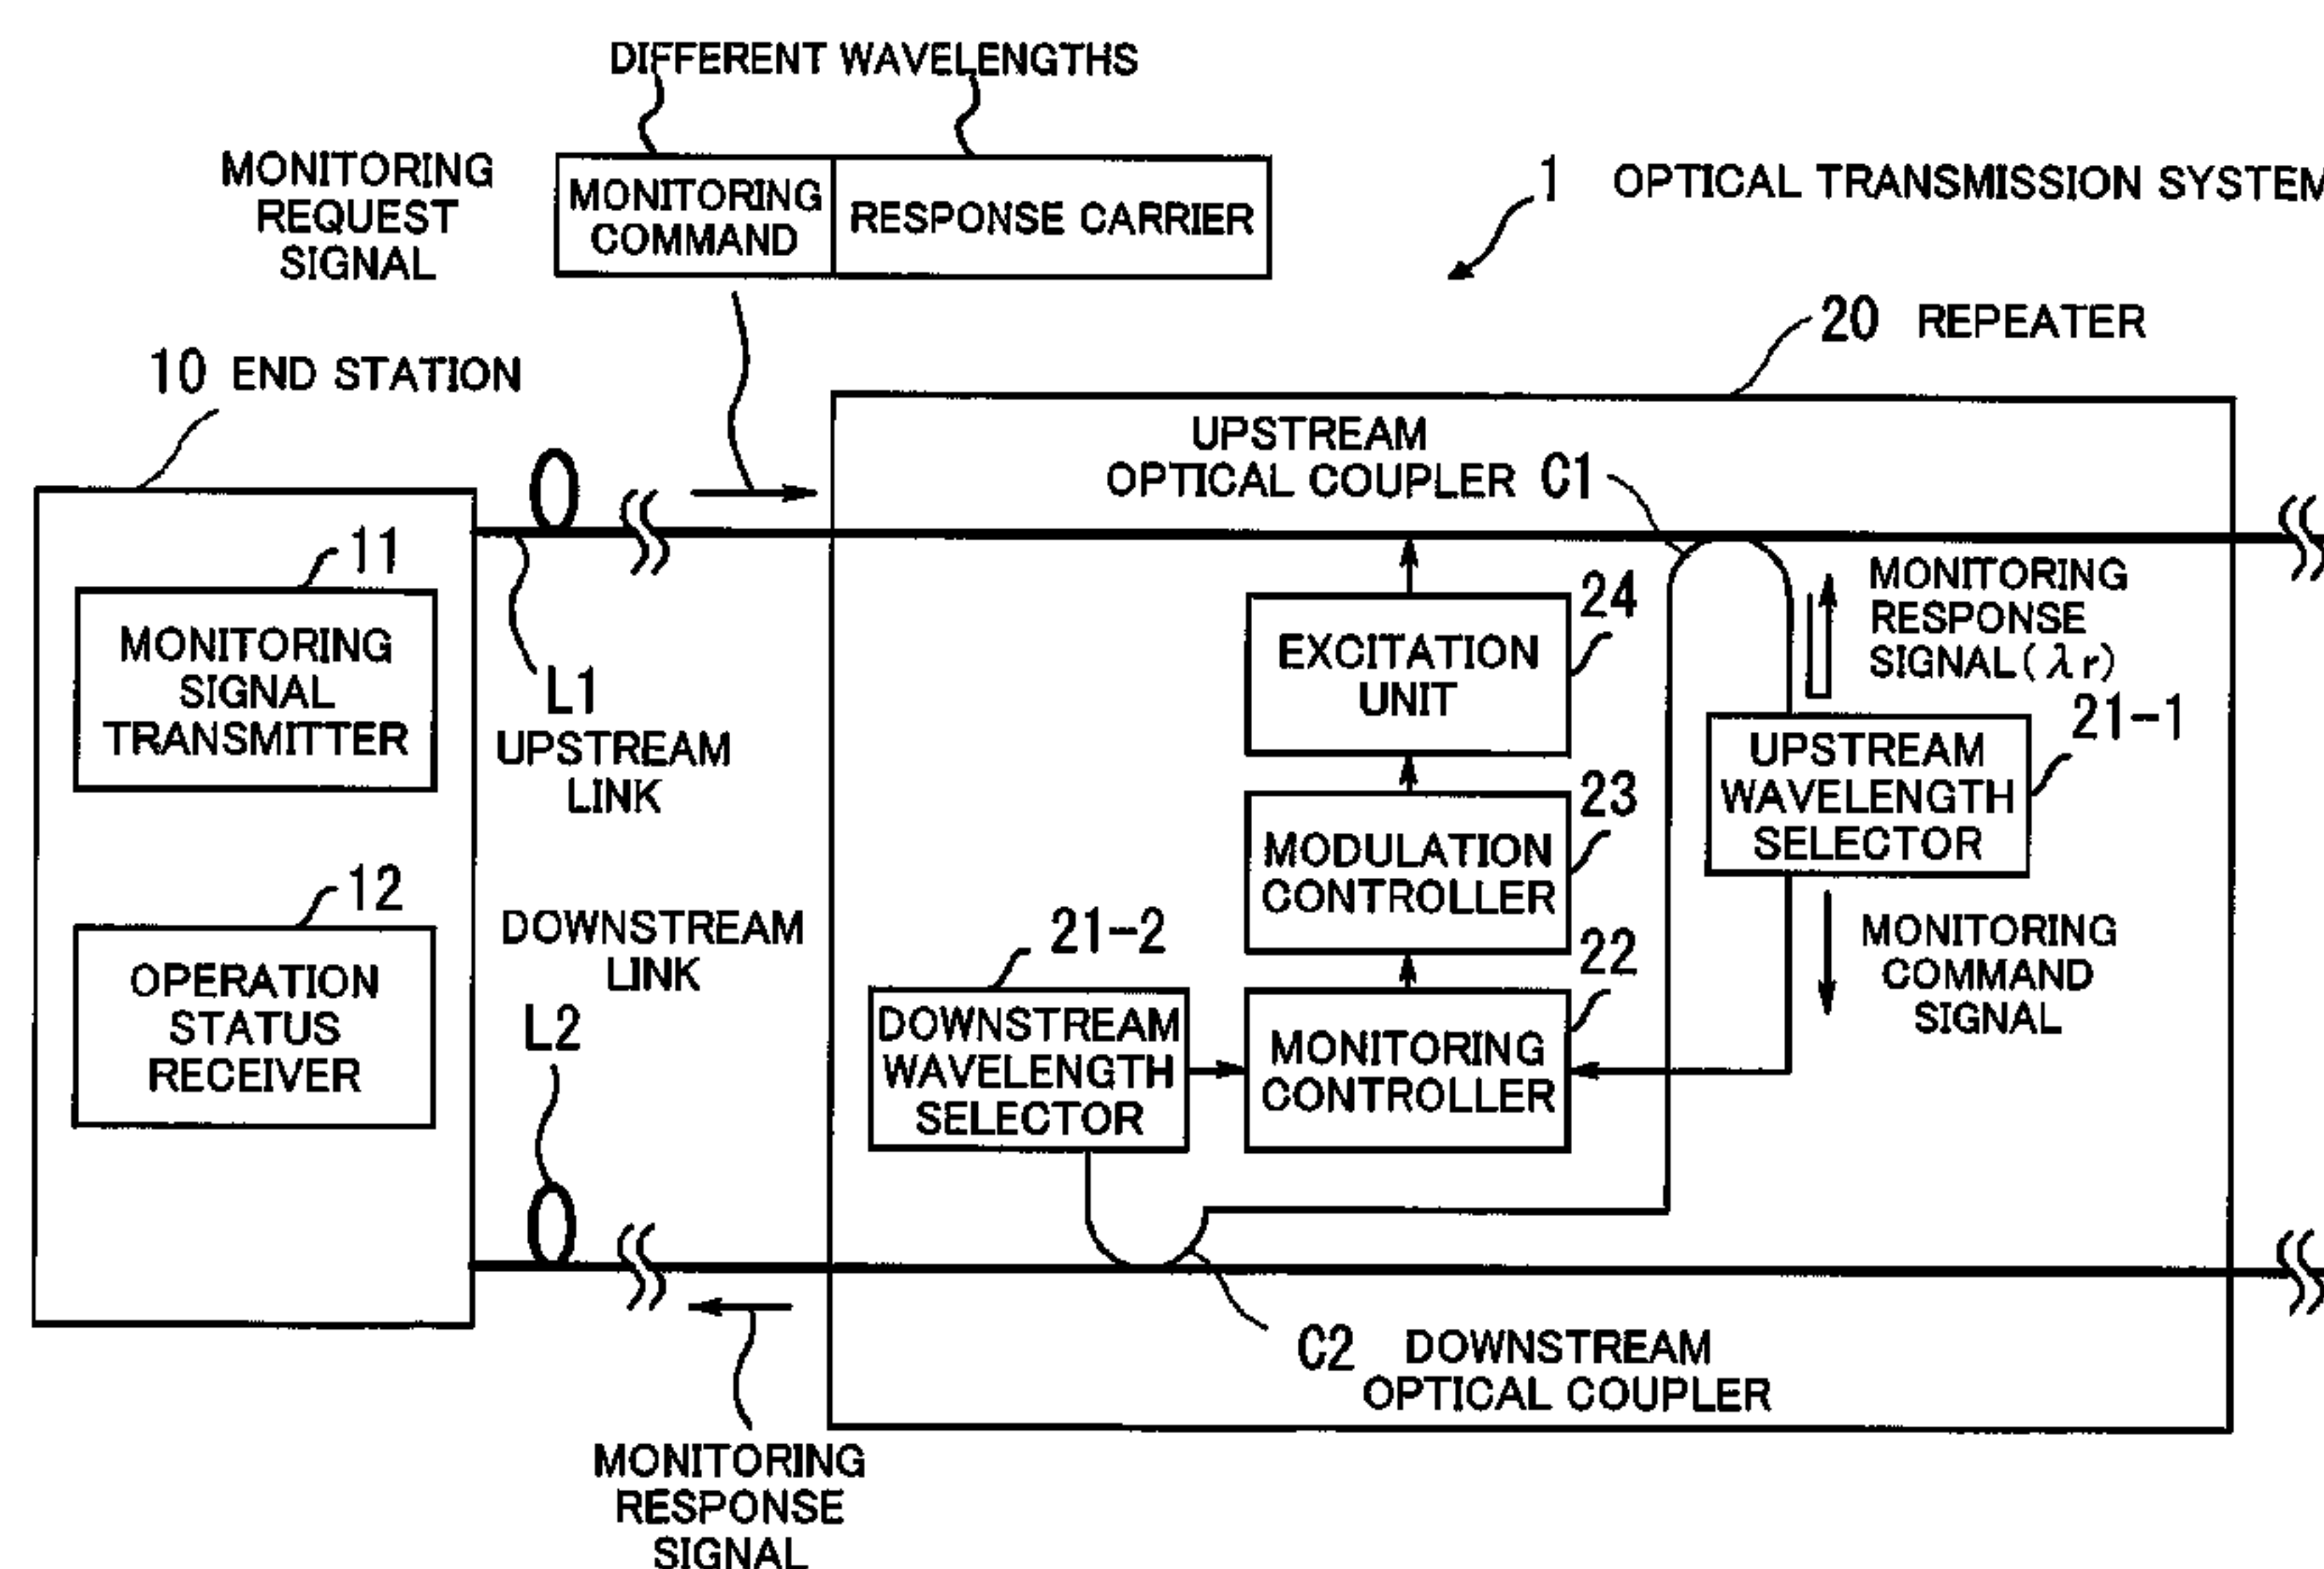 DIFFERENT WAVELENGTHS
MONITORING
REQUEST
SIGNAL
MONITORING
COMMAND
RESPONSE CARRIER
1 OPTICAL TRANSMISSION SYSTEM
20 REPEATER
10 END STATION
UPSTREAM
OPTICAL COUPLER C1
11
MONITORING
SIGNAL
TRANSMITTER
L1
UPSTREAM
LINK
24
EXCITATION
UNIT
MONITORING
RESPONSE
SIGNAL(λr)
21-1
UPSTREAM
WAVELENGTH
SELECTOR
23
MODULATION
CONTROLLER
12
OPERATION
STATUS
RECEIVER
DOWNSTREAM
LINK
L2
21-2
DOWNSTREAM
WAVELENGTH
SELECTOR
22
MONITORING
CONTROLLER
MONITORING
COMMAND
SIGNAL
C2 DOWNSTREAM
OPTICAL COUPLER
MONITORING
RESPONSE
SIGNAL